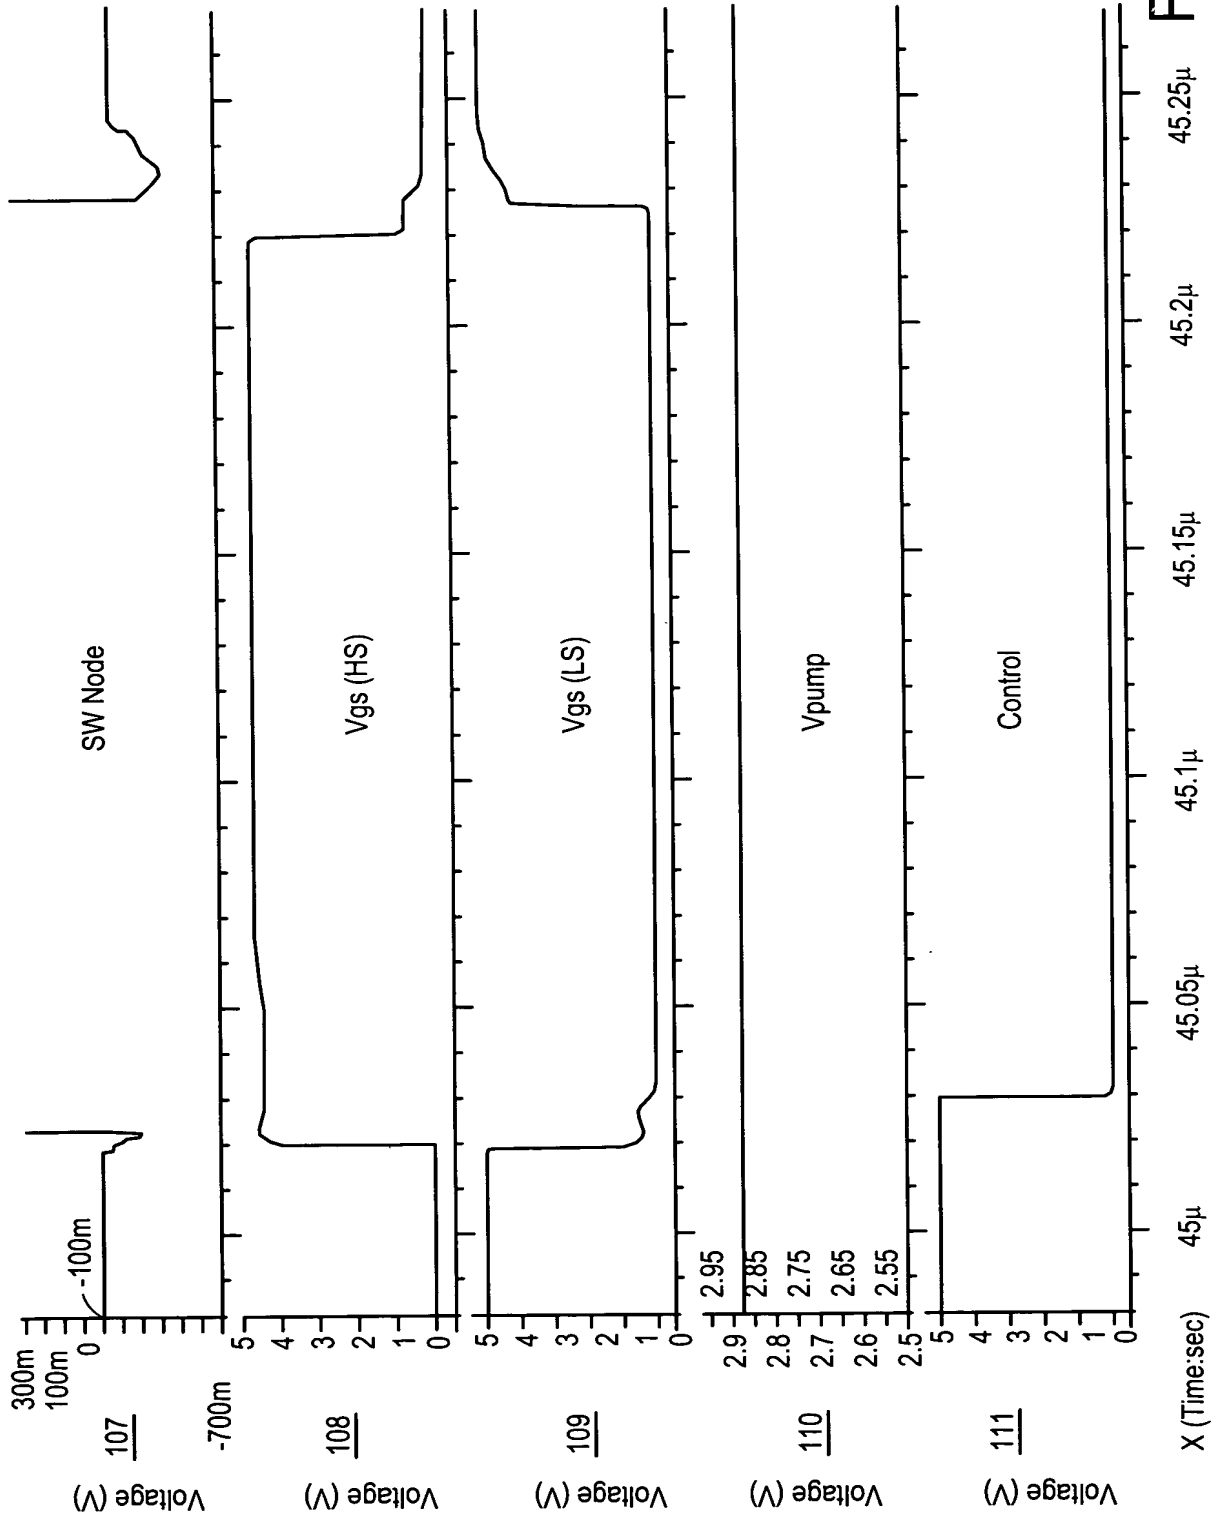 Voltage (V)
107
300m
100m
0
-100m
-700m
SW Node
Voltage (V)
108
5
4
3
2
1
0
Vgs (HS)
Voltage (V)
109
5
4
3
2
1
0
Vgs (LS)
Voltage (V)
110
2.95
2.9
2.85
2.8
2.75
2.7
2.65
2.6
2.55
2.5
Vpump
Voltage (V)
111
5
4
3
2
1
0
Control
X (Time:sec)
45µ
45.05µ
45.1µ
45.15µ
45.2µ
45.25µ